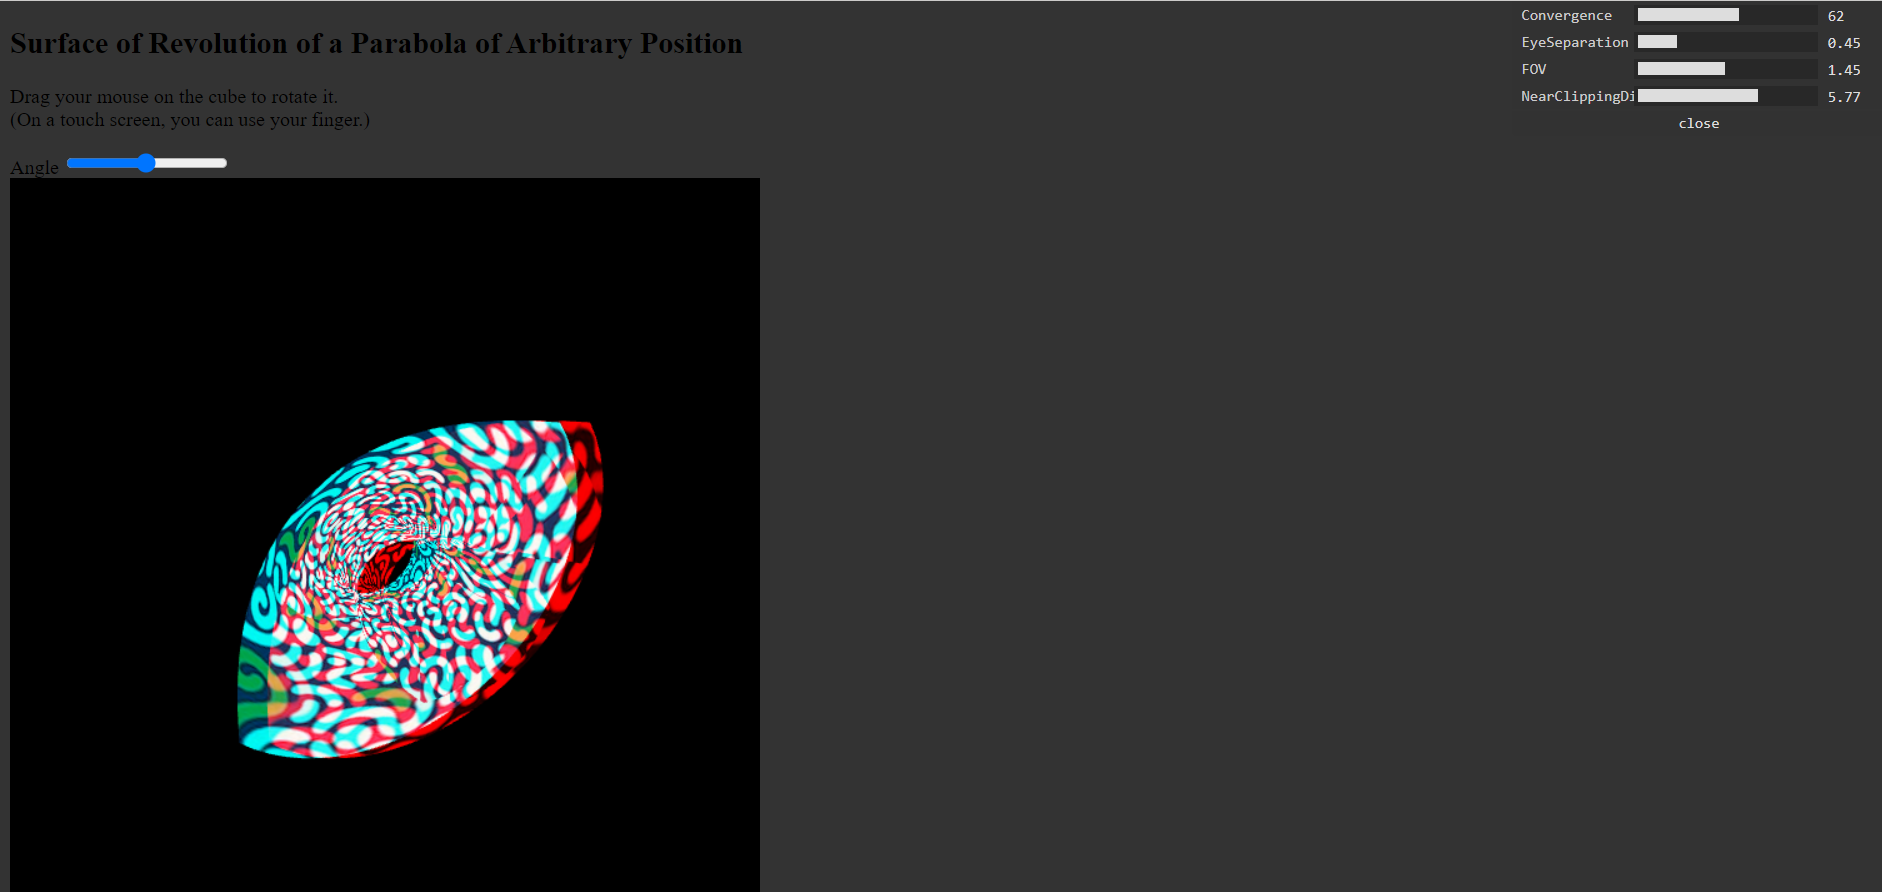 Surface of Revolution of a Parabola of Arbitrary Position
Drag your mouse on the cube to rotate it.
(On a touch screen, you can use your finger.)
Angle
Convergence 62
EyeSeparation 0.45
FOV 1.45
NearClippingDi 5.77
close